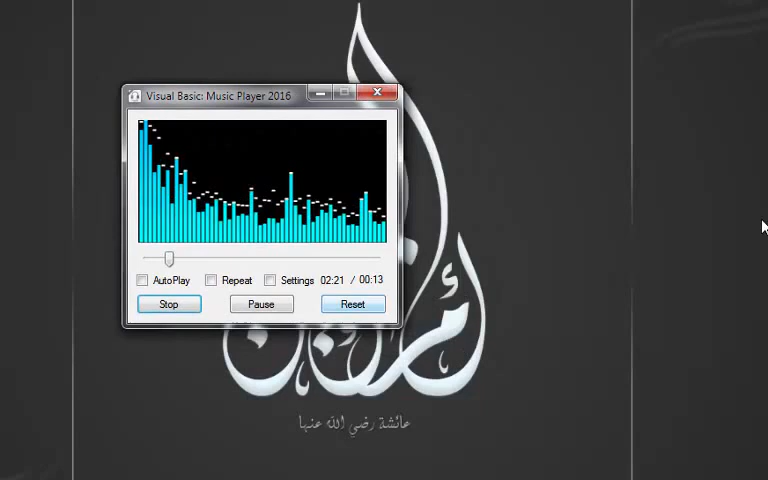 Visual Basic: Music Player 2016
AutoPlay Repeat Settings 02:21 / 00:13
Stop Pause Reset
عائشة رضي الله عنها